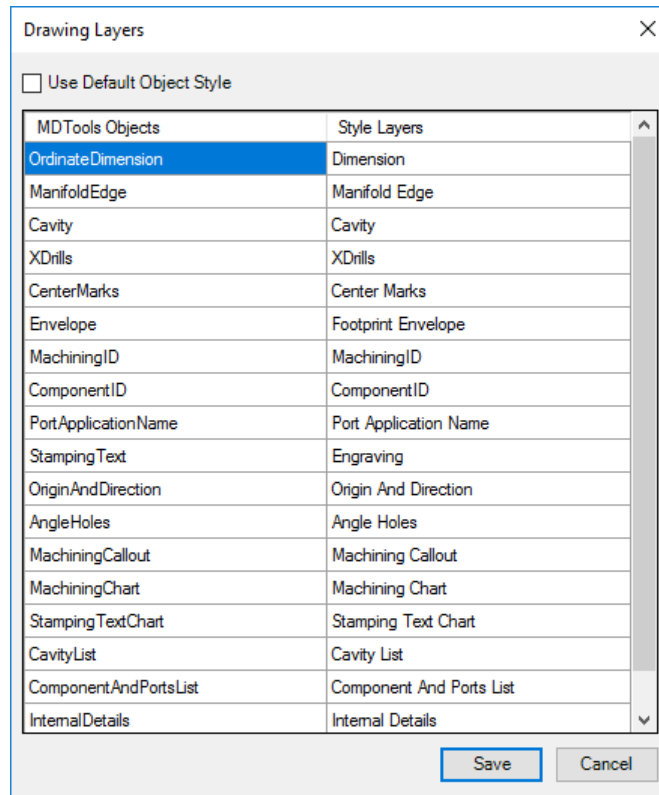 Drawing Layers
Use Default Object Style
MDTools Objects Style Layers
OrdinateDimension Dimension
ManifoldEdge Manifold Edge
Cavity Cavity
XDrills XDrills
CenterMarks Center Marks
Envelope Footprint Envelope
MachiningID MachiningID
ComponentID ComponentID
PortApplicationName Port Application Name
StampingText Engraving
OriginAndDirection Origin And Direction
AngleHoles Angle Holes
MachiningCallout Machining Callout
MachiningChart Machining Chart
StampingTextChart Stamping Text Chart
CavityList Cavity List
ComponentAndPortsList Component And Ports List
InternalDetails Internal Details
Save Cancel